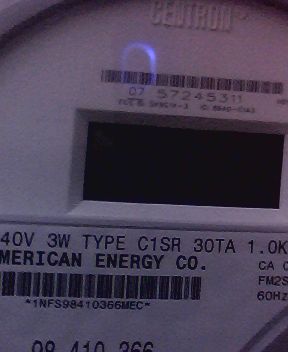 CENTRON
07 57245311
40V 3W TYPE C1SR 30TA 1.0K
MERICAN ENERGY CO.
CA 0
FM2S
60Hz
*1NFS98410366MEC*
98 410 366